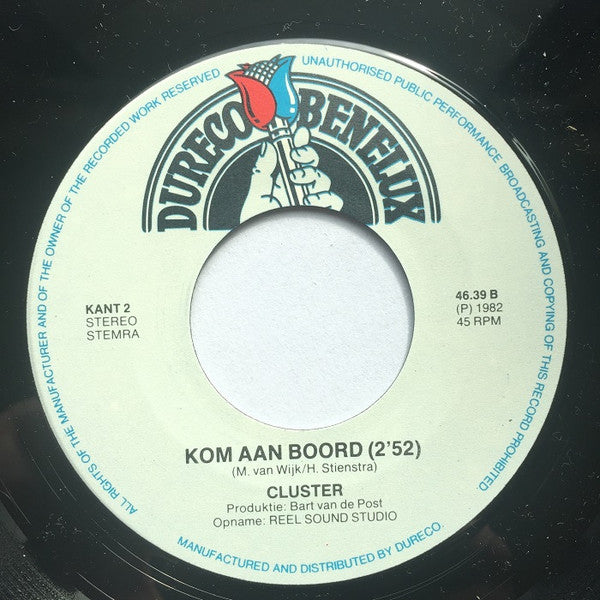 ALL RIGHTS OF THE MANUFACTURER AND OF THE OWNER OF THE RECORDED WORK RESERVED
UNAUTHORISED PUBLIC PERFORMANCE BROADCASTING AND COPYING OF THIS RECORD PROHIBITED.
DURECO BENELUX
KANT 2
STEREO
STEMRA
46.39 B
(P) 1982
45 RPM
KOM AAN BOORD (2'52)
(M. van Wijk/H. Stienstra)
CLUSTER
Produktie: Bart van de Post
Opname: REEL SOUND STUDIO
MANUFACTURED AND DISTRIBUTED BY DURECO.